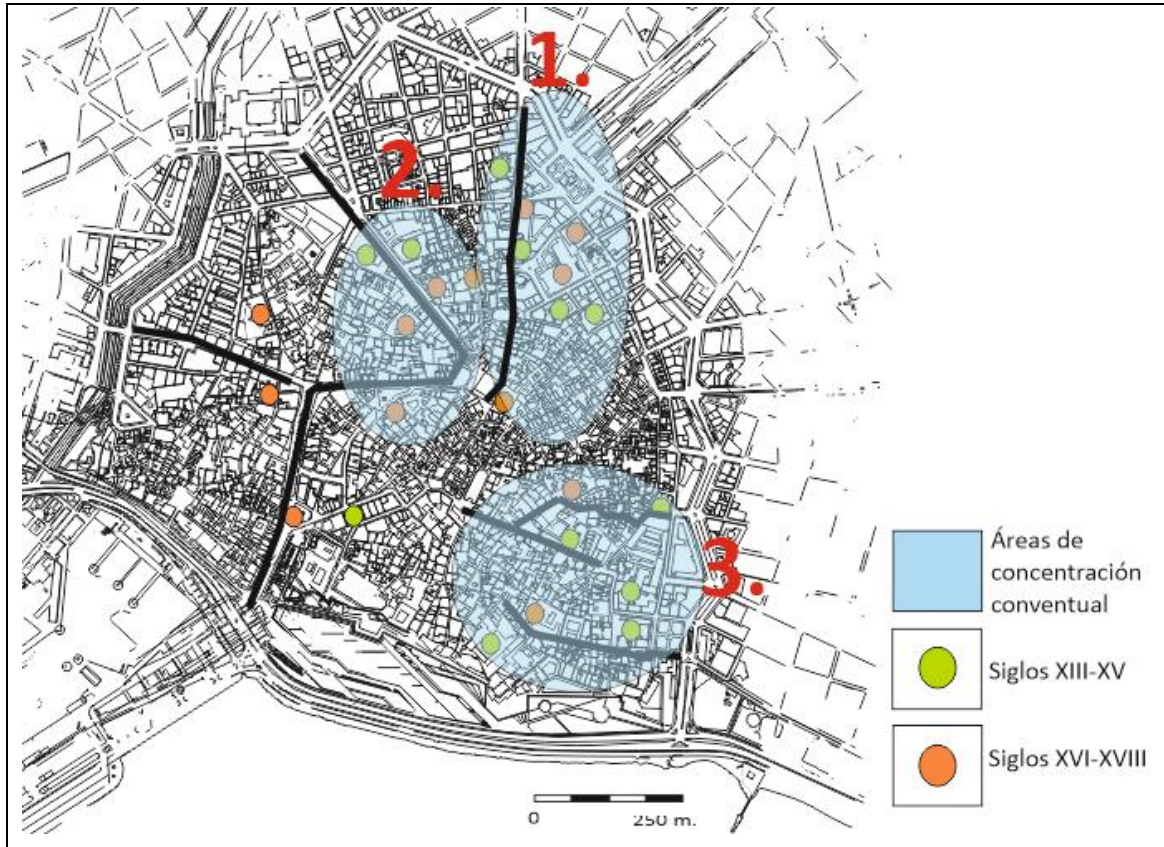 1.
2.
3.
Áreas de
concentración
conventual
Siglos XIII-XV
Siglos XVI-XVIII
0 250 m.